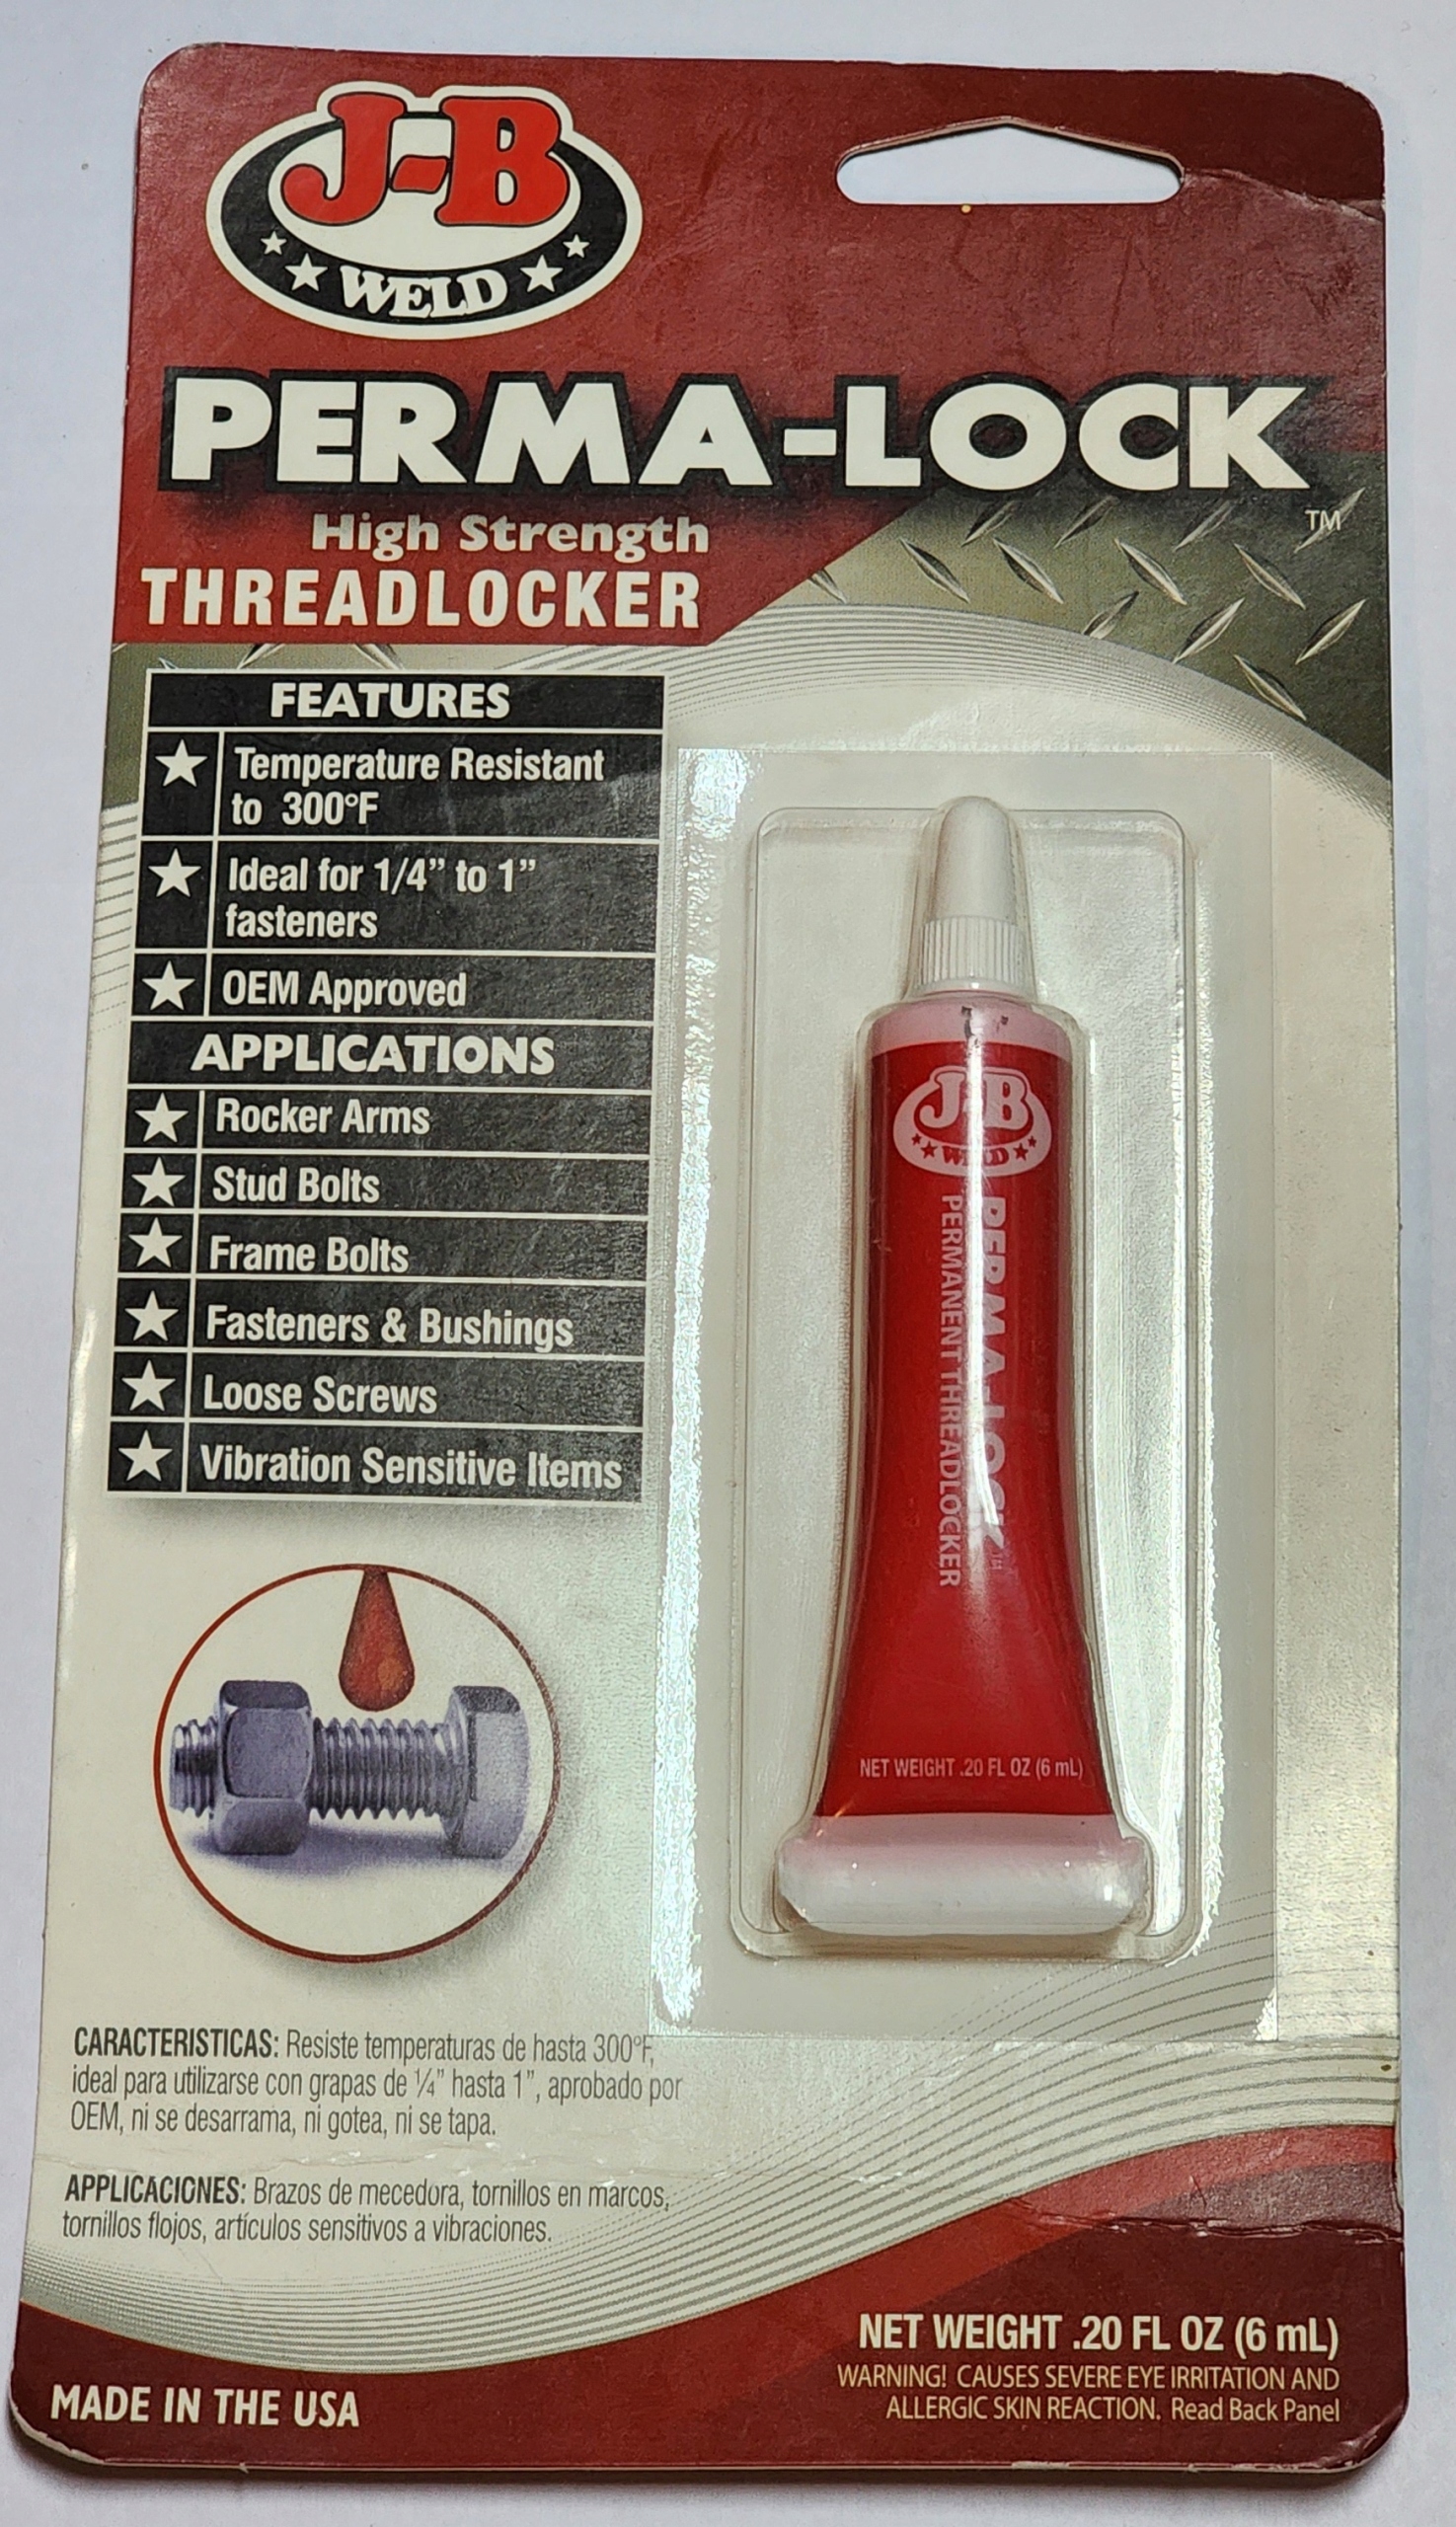 J-B
WELD
PERMA-LOCK
TM
High Strength
THREADLOCKER
FEATURES
Temperature Resistant
to 300°F
Ideal for 1/4” to 1”
fasteners
OEM Approved
APPLICATIONS
Rocker Arms
Stud Bolts
Frame Bolts
Fasteners & Bushings
Loose Screws
Vibration Sensitive Items
J-B
WELD
PERMA-LOCK
PERMANENT THREADLOCKER
NET WEIGHT .20 FL OZ (6 mL)
CARACTERISTICAS: Resiste temperaturas de hasta 300°F,
ideal para utilizarse con grapas de ¼” hasta 1”, aprobado por
OEM, ni se desarrama, ni gotea, ni se tapa.
APPLICACIONES: Brazos de mecedora, tornillos en marcos,
tornillos flojos, artículos sensitivos a vibraciones.
NET WEIGHT .20 FL OZ (6 mL)
WARNING! CAUSES SEVERE EYE IRRITATION AND
ALLERGIC SKIN REACTION. Read Back Panel
MADE IN THE USA